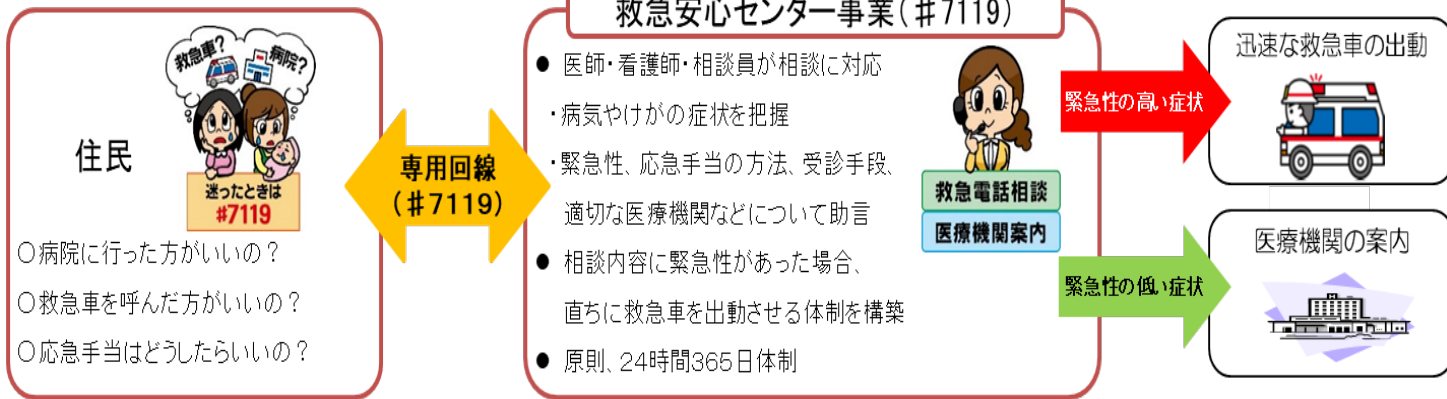 救急車?
病院?
住民
迷ったときは
#7119
○病院に行った方がいいの?
○救急車を呼んだ方がいいの?
○応急手当はどうしたらいいの?
専用回線
(#7119)
救急安心センター事業(#7119)
● 医師・看護師・相談員が相談に対応
・病気やけがの症状を把握
・緊急性、応急手当の方法、受診手段、
適切な医療機関などについて助言
● 相談内容に緊急性があった場合、
直ちに救急車を出動させる体制を構築
● 原則、24時間365日体制
救急電話相談
医療機関案内
緊急性の高い症状
迅速な救急車の出動
緊急性の低い症状
医療機関の案内